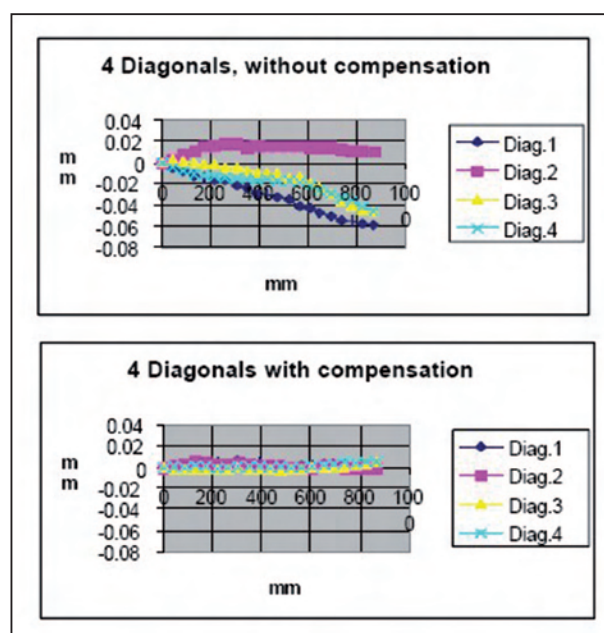 4 Diagonals, without compensation
0.04
0.02
0
-0.02
-0.04
-0.06
-0.08
m
m
0 200 400 600 800 100
0
mm
Diag.1
Diag.2
Diag.3
Diag.4
4 Diagonals with compensation
0.04
0.02
0
-0.02
-0.04
-0.06
-0.08
m
m
0 200 400 600 800 100
0
mm
Diag.1
Diag.2
Diag.3
Diag.4